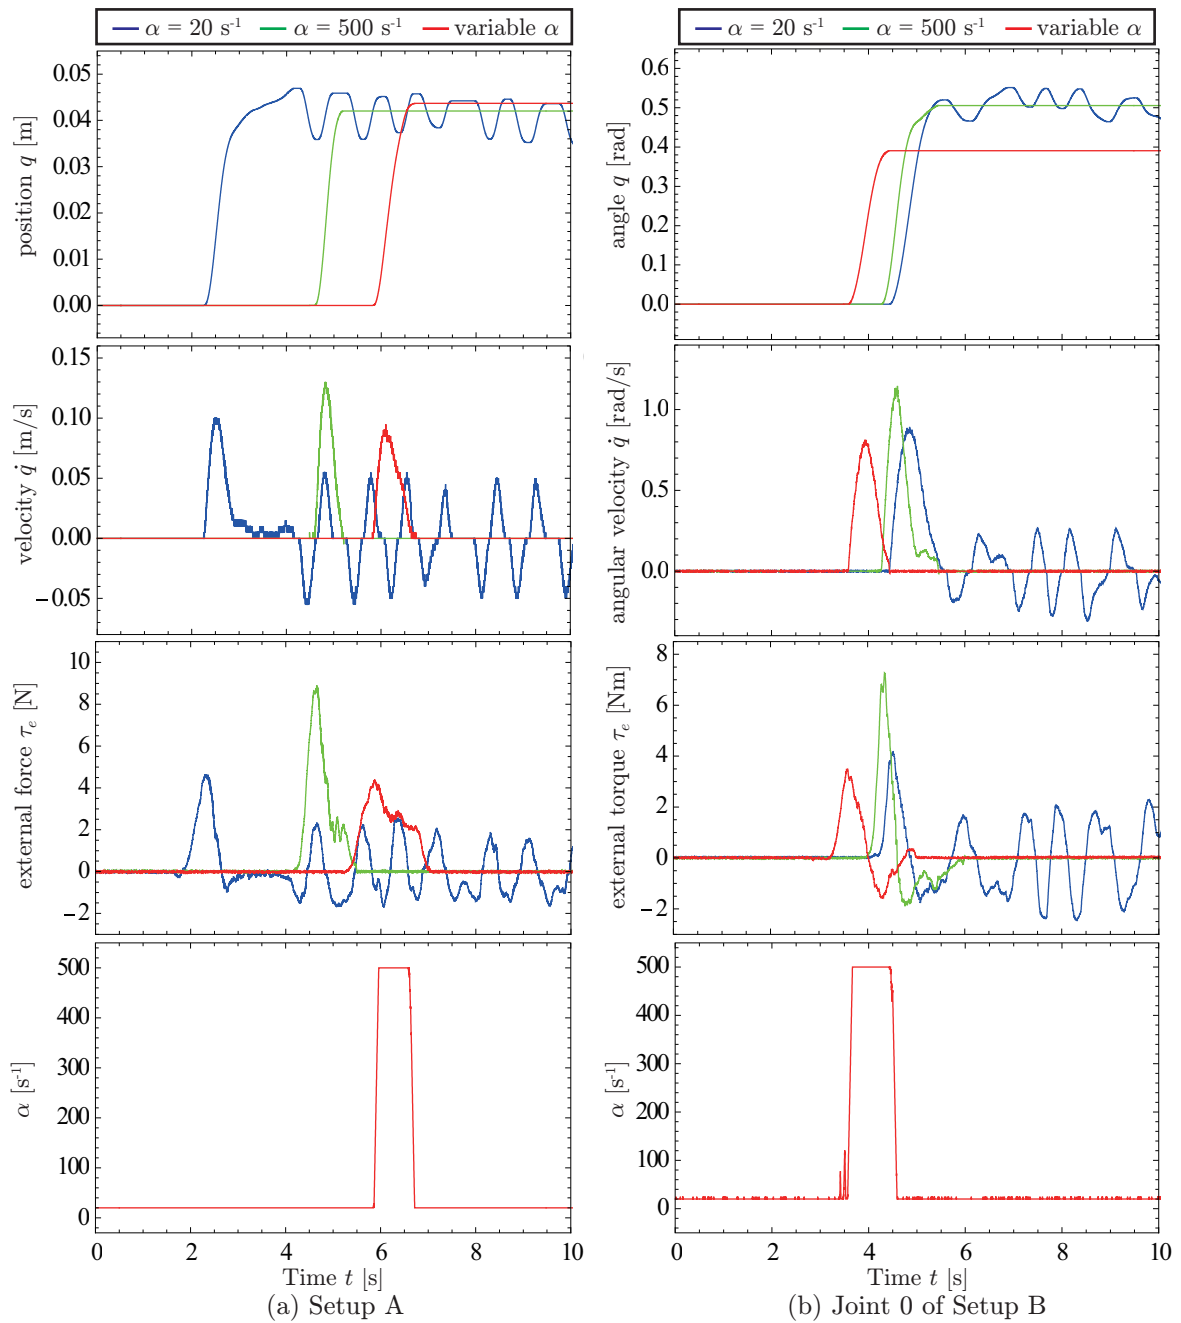 α = 20 s⁻¹ α = 500 s⁻¹ variable α
0.05
0.04
0.03
0.02
0.01
0.00
position q [m]
0.15
0.10
0.05
0.00
−0.05
velocity q̇ [m/s]
10
8
6
4
2
0
−2
external force τₑ [N]
500
400
300
200
100
0
α [s⁻¹]
0 2 4 6 8 10
Time t [s]
(a) Setup A
α = 20 s⁻¹ α = 500 s⁻¹ variable α
0.6
0.5
0.4
0.3
0.2
0.1
0.0
angle q [rad]
1.0
0.5
0.0
angular velocity q̇ [rad/s]
8
6
4
2
0
−2
external torque τₑ [Nm]
500
400
300
200
100
0
α [s⁻¹]
0 2 4 6 8 10
Time t [s]
(b) Joint 0 of Setup B